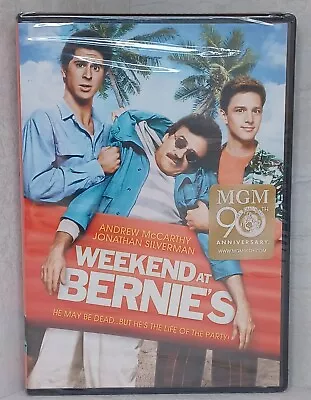 ANDREW McCARTHY
JONATHAN SILVERMAN
WEEKEND AT
BERNIE'S
HE MAY BE DEAD...BUT HE'S THE LIFE OF THE PARTY!
MGM
90TH
ANNIVERSARY